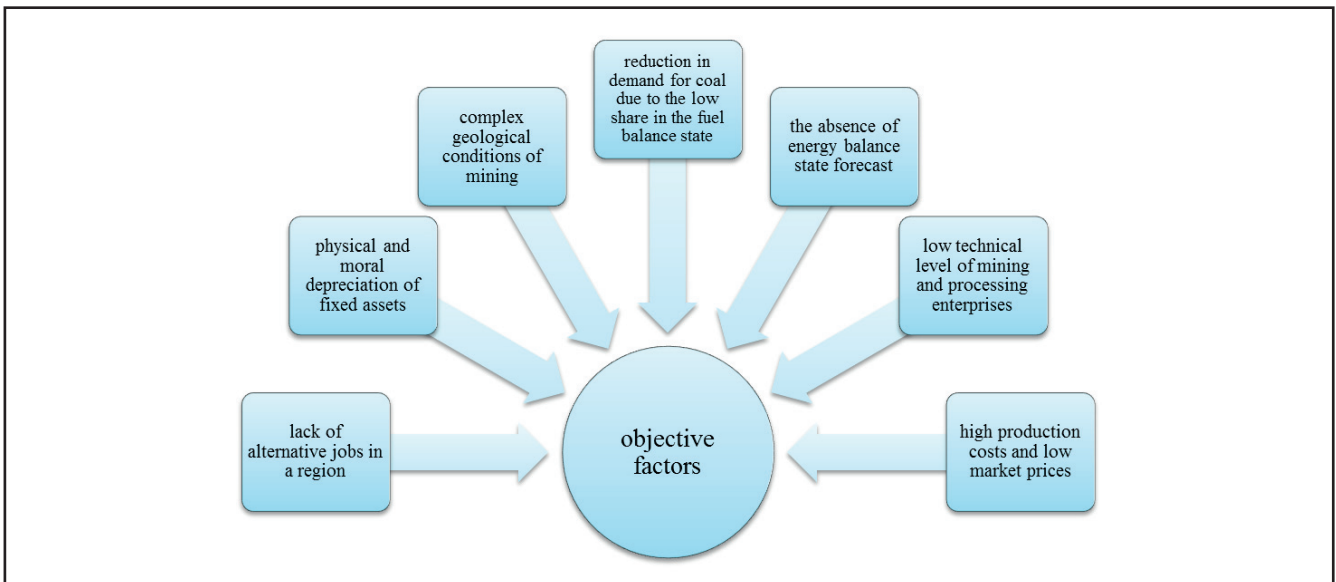 lack of
alternative jobs in
a region
physical and
moral
depreciation of
fixed assets
complex
geological
conditions of
mining
reduction in
demand for coal
due to the low
share in the fuel
balance state
the absence of
energy balance
state forecast
low technical
level of mining
and processing
enterprises
high production
costs and low
market prices
objective
factors